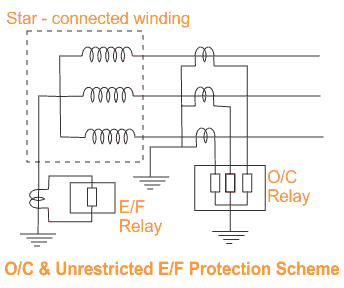 Star - connected winding
O/C
Relay
E/F
Relay
O/C & Unrestricted E/F Protection Scheme